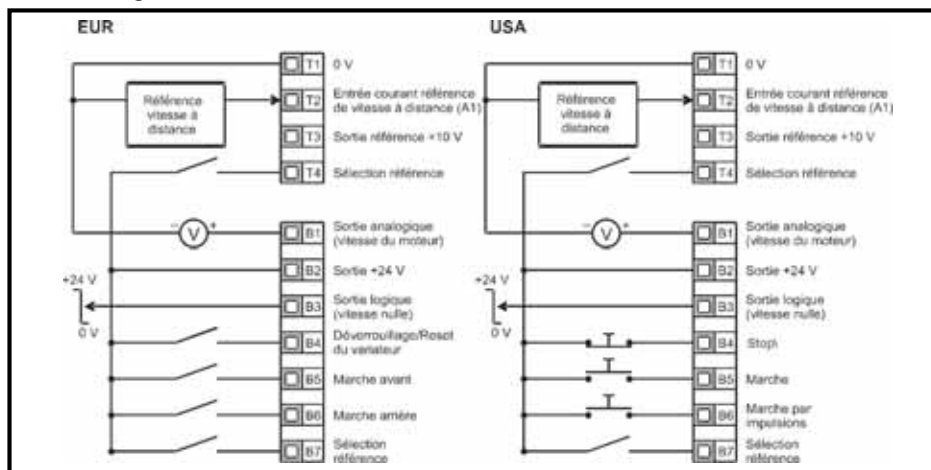 EUR
T1 0 V
Référence
vitesse à
distance
T2 Entrée courant référence
de vitesse à distance (A1)
T3 Sortie référence +10 V
T4 Sélection référence
- V +
B1 Sortie analogique
(vitesse du moteur)
B2 Sortie +24 V
+24 V
0 V
B3 Sortie logique
(vitesse nulle)
B4 Déverrouillage/Reset
du variateur
B5 Marche avant
B6 Marche arrière
B7 Sélection
référence
USA
T1 0 V
Référence
vitesse à
distance
T2 Entrée courant référence
de vitesse à distance (A1)
T3 Sortie référence +10 V
T4 Sélection référence
- V +
B1 Sortie analogique
(vitesse du moteur)
B2 Sortie +24 V
+24 V
0 V
B3 Sortie logique
(vitesse nulle)
B4 Stop\
B5 Marche
B6 Marche par
impulsions
B7 Sélection
référence